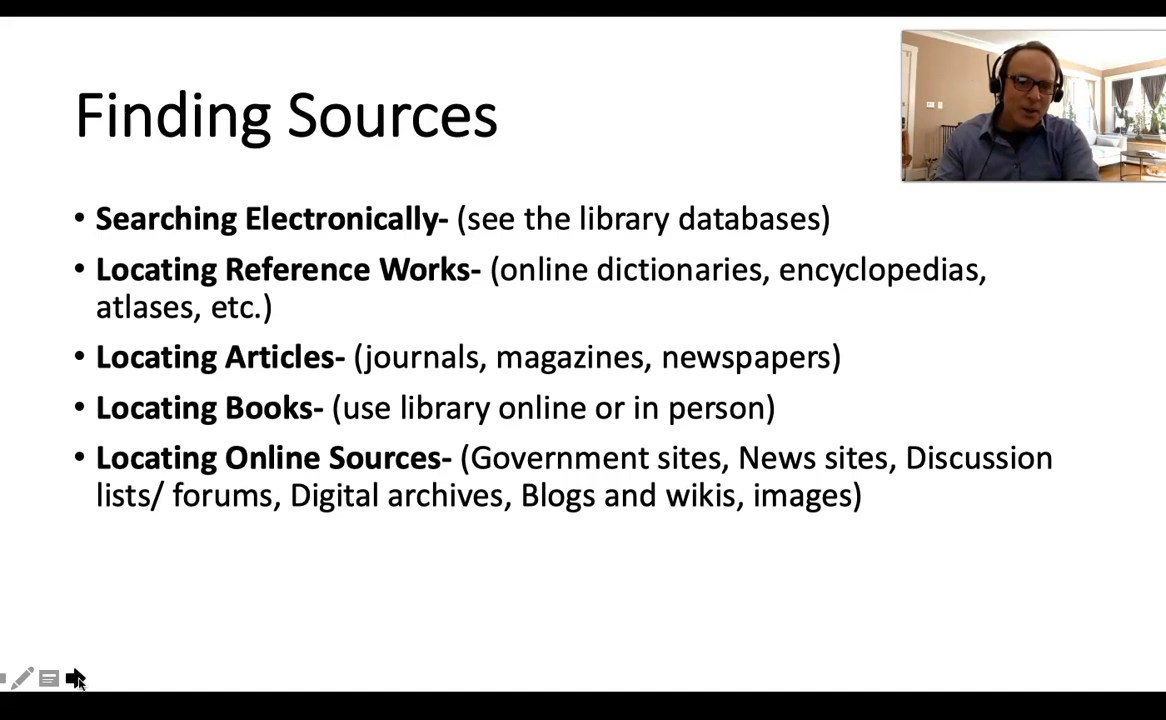 Finding Sources
• Searching Electronically- (see the library databases)
• Locating Reference Works- (online dictionaries, encyclopedias,
atlases, etc.)
• Locating Articles- (journals, magazines, newspapers)
• Locating Books- (use library online or in person)
• Locating Online Sources- (Government sites, News sites, Discussion
lists/ forums, Digital archives, Blogs and wikis, images)